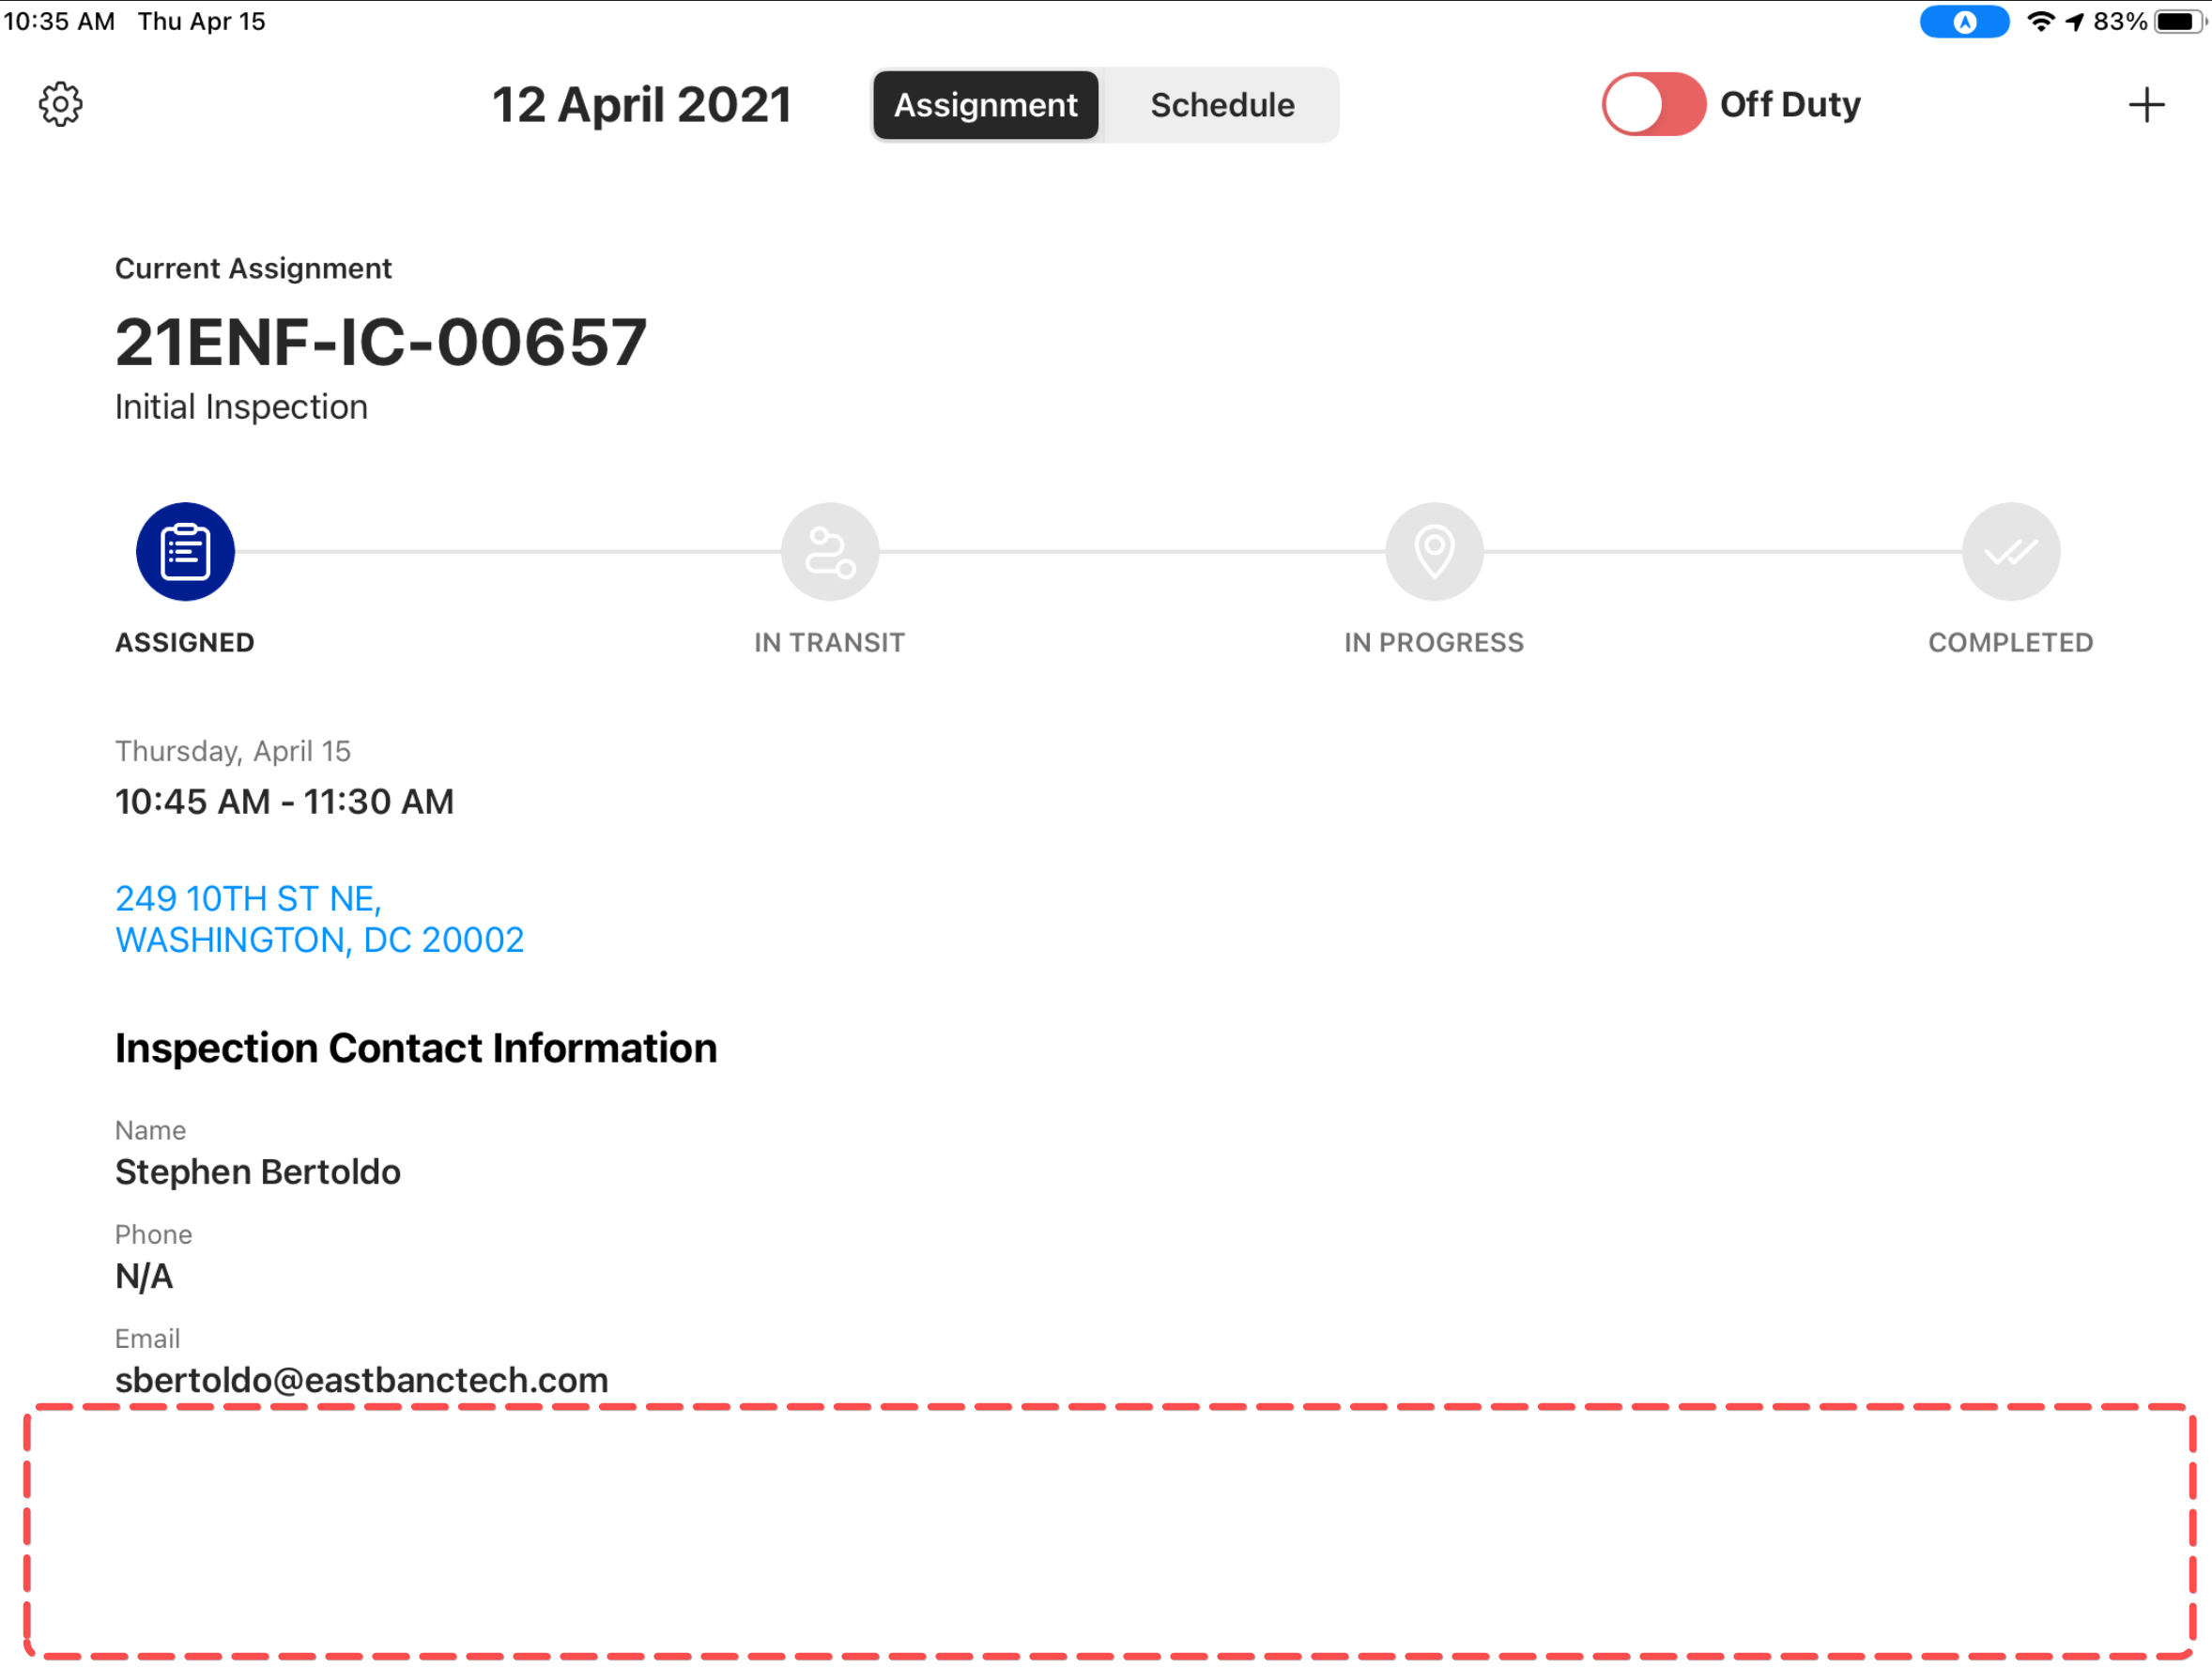 10:35 AM Thu Apr 15
83%
12 April 2021
Assignment
Schedule
Off Duty
Current Assignment
21ENF-IC-00657
Initial Inspection
ASSIGNED
IN TRANSIT
IN PROGRESS
COMPLETED
Thursday, April 15
10:45 AM - 11:30 AM
249 10TH ST NE,
WASHINGTON, DC 20002
Inspection Contact Information
Name
Stephen Bertoldo
Phone
N/A
Email
sbertoldo@eastbanctech.com